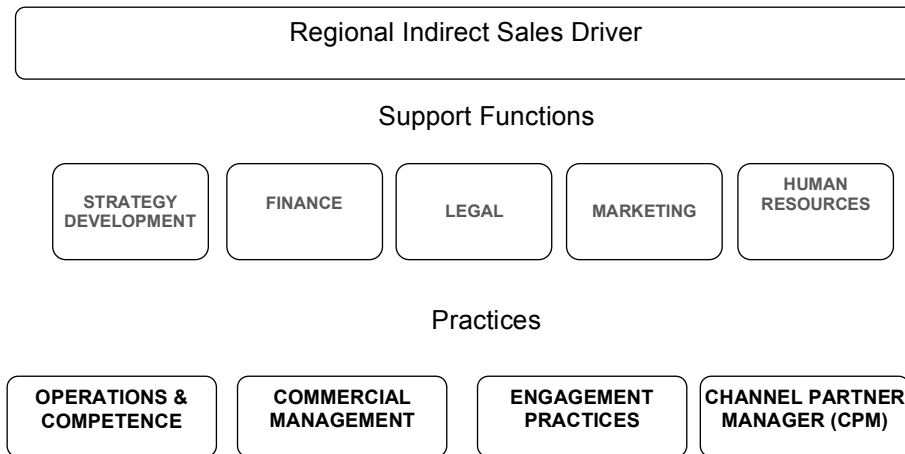 Regional Indirect Sales Driver
Support Functions
STRATEGY
DEVELOPMENT
FINANCE
LEGAL
MARKETING
HUMAN
RESOURCES
Practices
OPERATIONS &
COMPETENCE
COMMERCIAL
MANAGEMENT
ENGAGEMENT
PRACTICES
CHANNEL PARTNER
MANAGER (CPM)